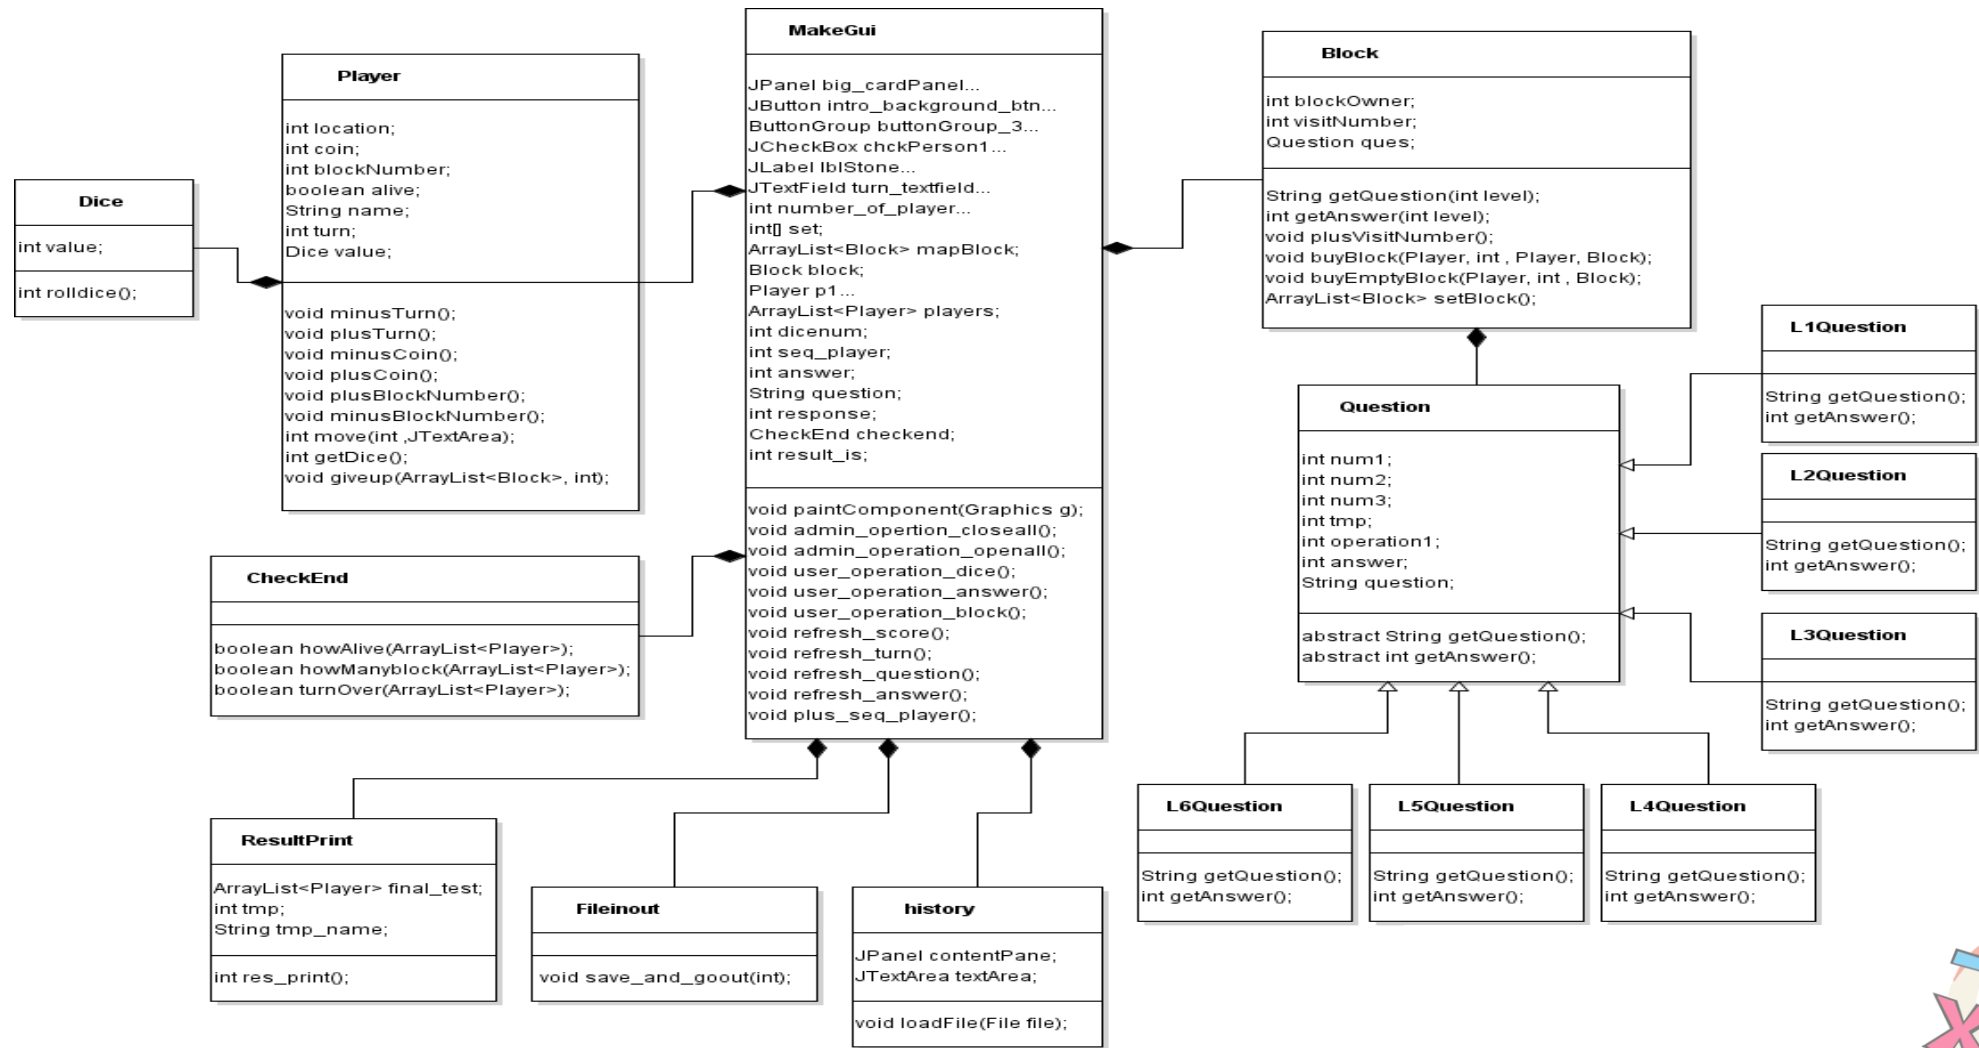 MakeGui
JPanel big_cardPanel...
JButton intro_background_btn...
ButtonGroup buttonGroup_3...
JCheckBox chckPerson1...
JLabel lblStone...
JTextField turn_textfield...
int number_of_player...
int[] set;
ArrayList<Block> mapBlock;
Block block;
Player p1...
ArrayList<Player> players;
int dicenum;
int seq_player;
int answer;
String question;
int response;
CheckEnd checkend;
int result_is;
void paintComponent(Graphics g);
void admin_opertion_closeall();
void admin_operation_openall();
void user_operation_dice();
void user_operation_answer();
void user_operation_block();
void refresh_score();
void refresh_turn();
void refresh_question();
void refresh_answer();
void plus_seq_player();
Player
int location;
int coin;
int blockNumber;
boolean alive;
String name;
int turn;
Dice value;
void minusTurn();
void plusTurn();
void minusCoin();
void plusCoin();
void plusBlockNumber();
void minusBlockNumber();
int move(int ,JTextArea);
int getDice();
void giveup(ArrayList<Block>, int);
Dice
int value;
int rolldice();
Block
int blockOwner;
int visitNumber;
Question ques;
String getQuestion(int level);
int getAnswer(int level);
void plusVisitNumber();
void buyBlock(Player, int , Player, Block);
void buyEmptyBlock(Player, int , Block);
ArrayList<Block> setBlock();
Question
int num1;
int num2;
int num3;
int tmp;
int operation1;
int answer;
String question;
abstract String getQuestion();
abstract int getAnswer();
L1Question
String getQuestion();
int getAnswer();
L2Question
String getQuestion();
int getAnswer();
L3Question
String getQuestion();
int getAnswer();
CheckEnd
boolean howAlive(ArrayList<Player>);
boolean howManyblock(ArrayList<Player>);
boolean turnOver(ArrayList<Player>);
L6Question
String getQuestion();
int getAnswer();
L5Question
String getQuestion();
int getAnswer();
L4Question
String getQuestion();
int getAnswer();
ResultPrint
ArrayList<Player> final_test;
int tmp;
String tmp_name;
int res_print();
Fileinout
void save_and_goout(int);
history
JPanel contentPane;
JTextArea textArea;
void loadFile(File file);